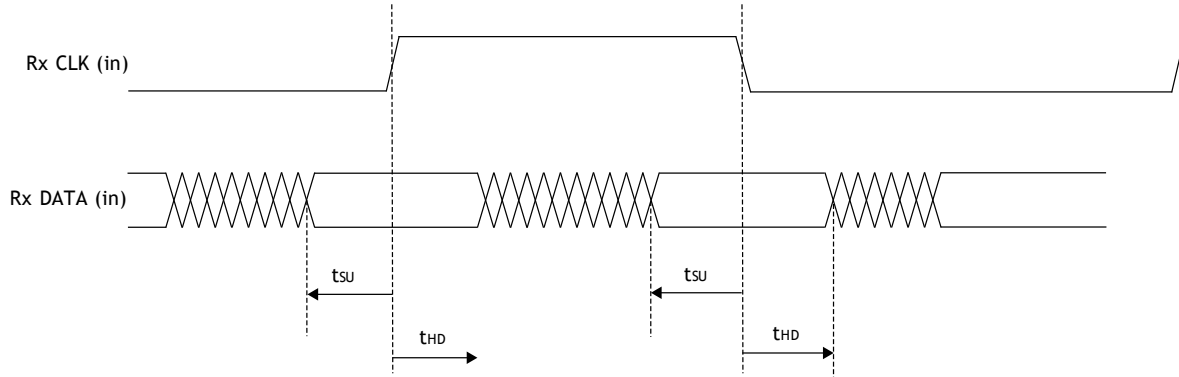 Rx CLK (in)
Rx DATA (in)
tSU
tSU
tHD
tHD